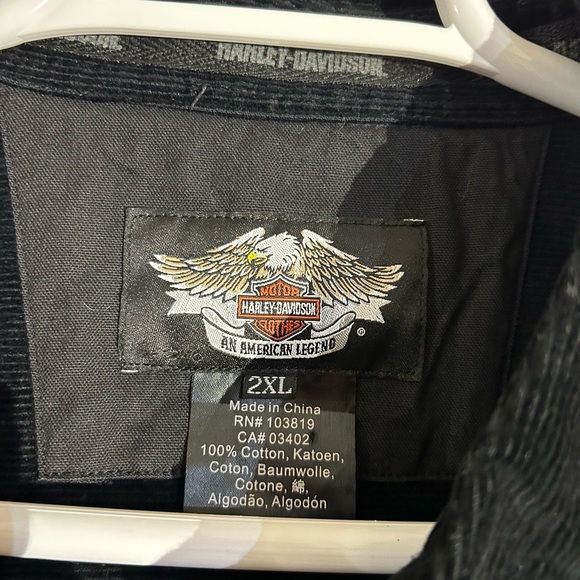 HARLEY-DAVIDSON
MOTOR
HARLEY-DAVIDSON
CLOTHES
AN AMERICAN LEGEND
®
2XL
Made in China
RN# 103819
CA# 03402
100% Cotton, Katoen,
Coton, Baumwolle,
Cotone, 綿,
Algodão, Algodón